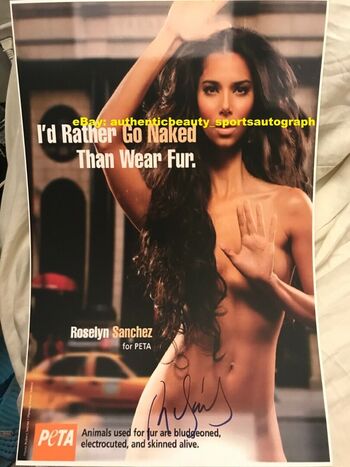 eBay: authenticbeauty_sportsautograph
I'd Rather Go Naked
Than Wear Fur.
Roselyn Sanchez
for PETA
PETA
Animals used for fur are bludgeoned,
electrocuted, and skinned alive.